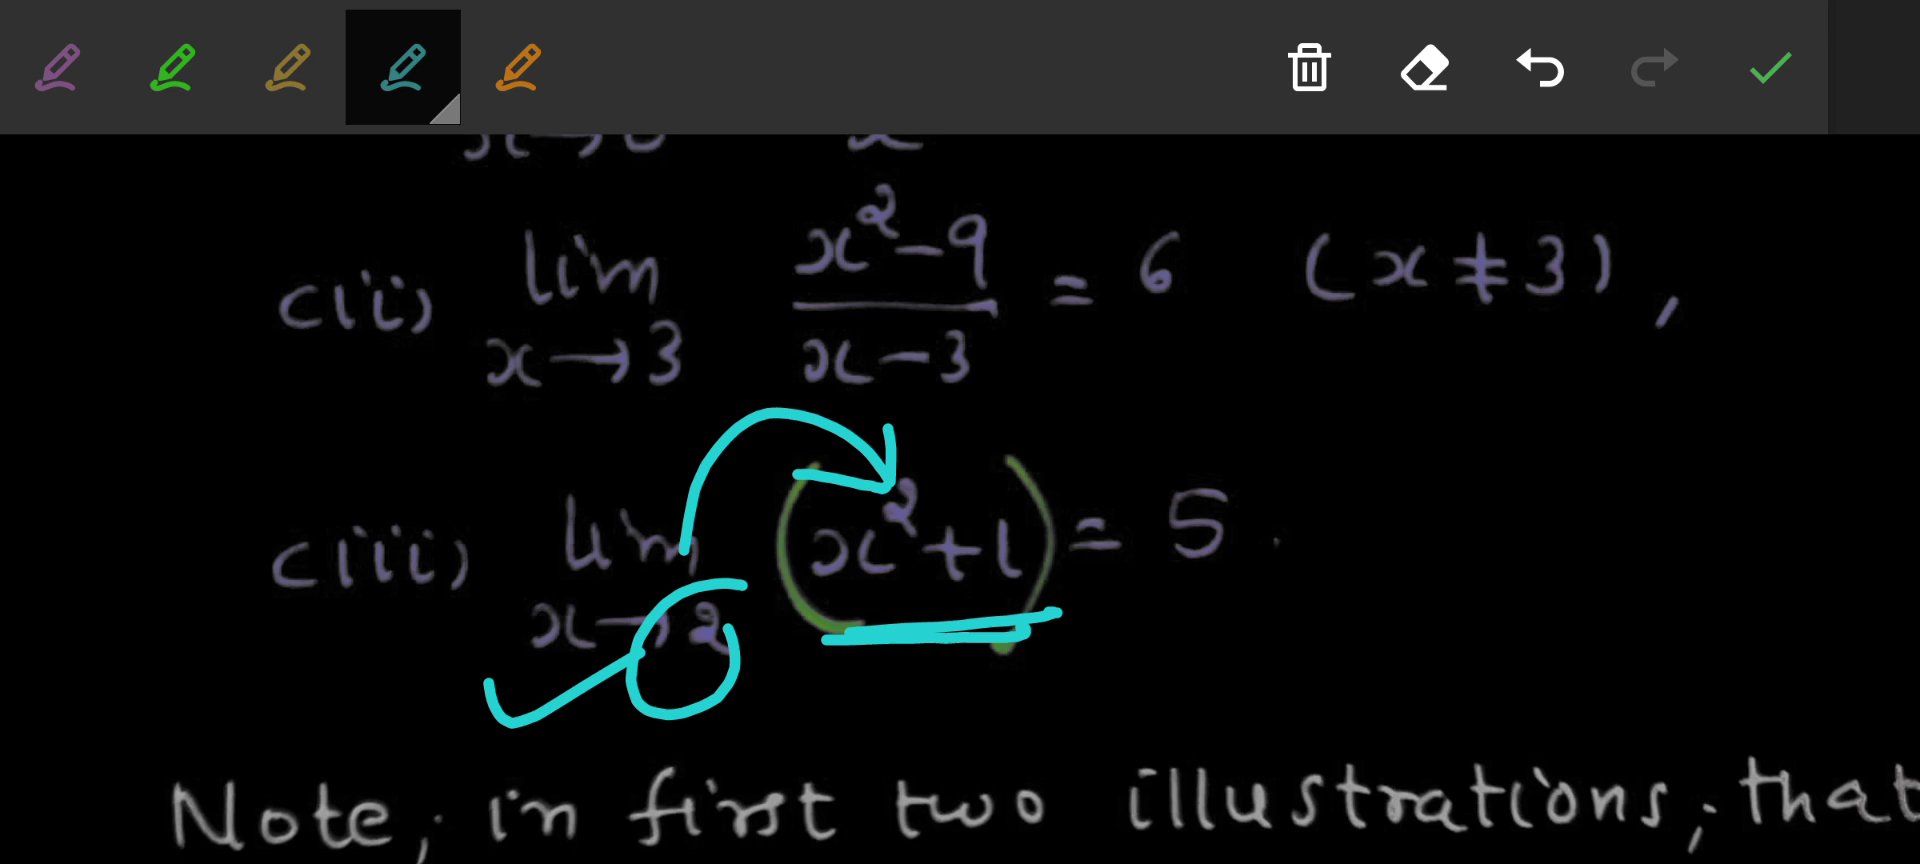 x→0 x
(ii) lim x→3 x²-9 / x-3 = 6 (x≠3),
(iii) lim x→2 (x²+1) = 5.
Note, in first two illustrations, that